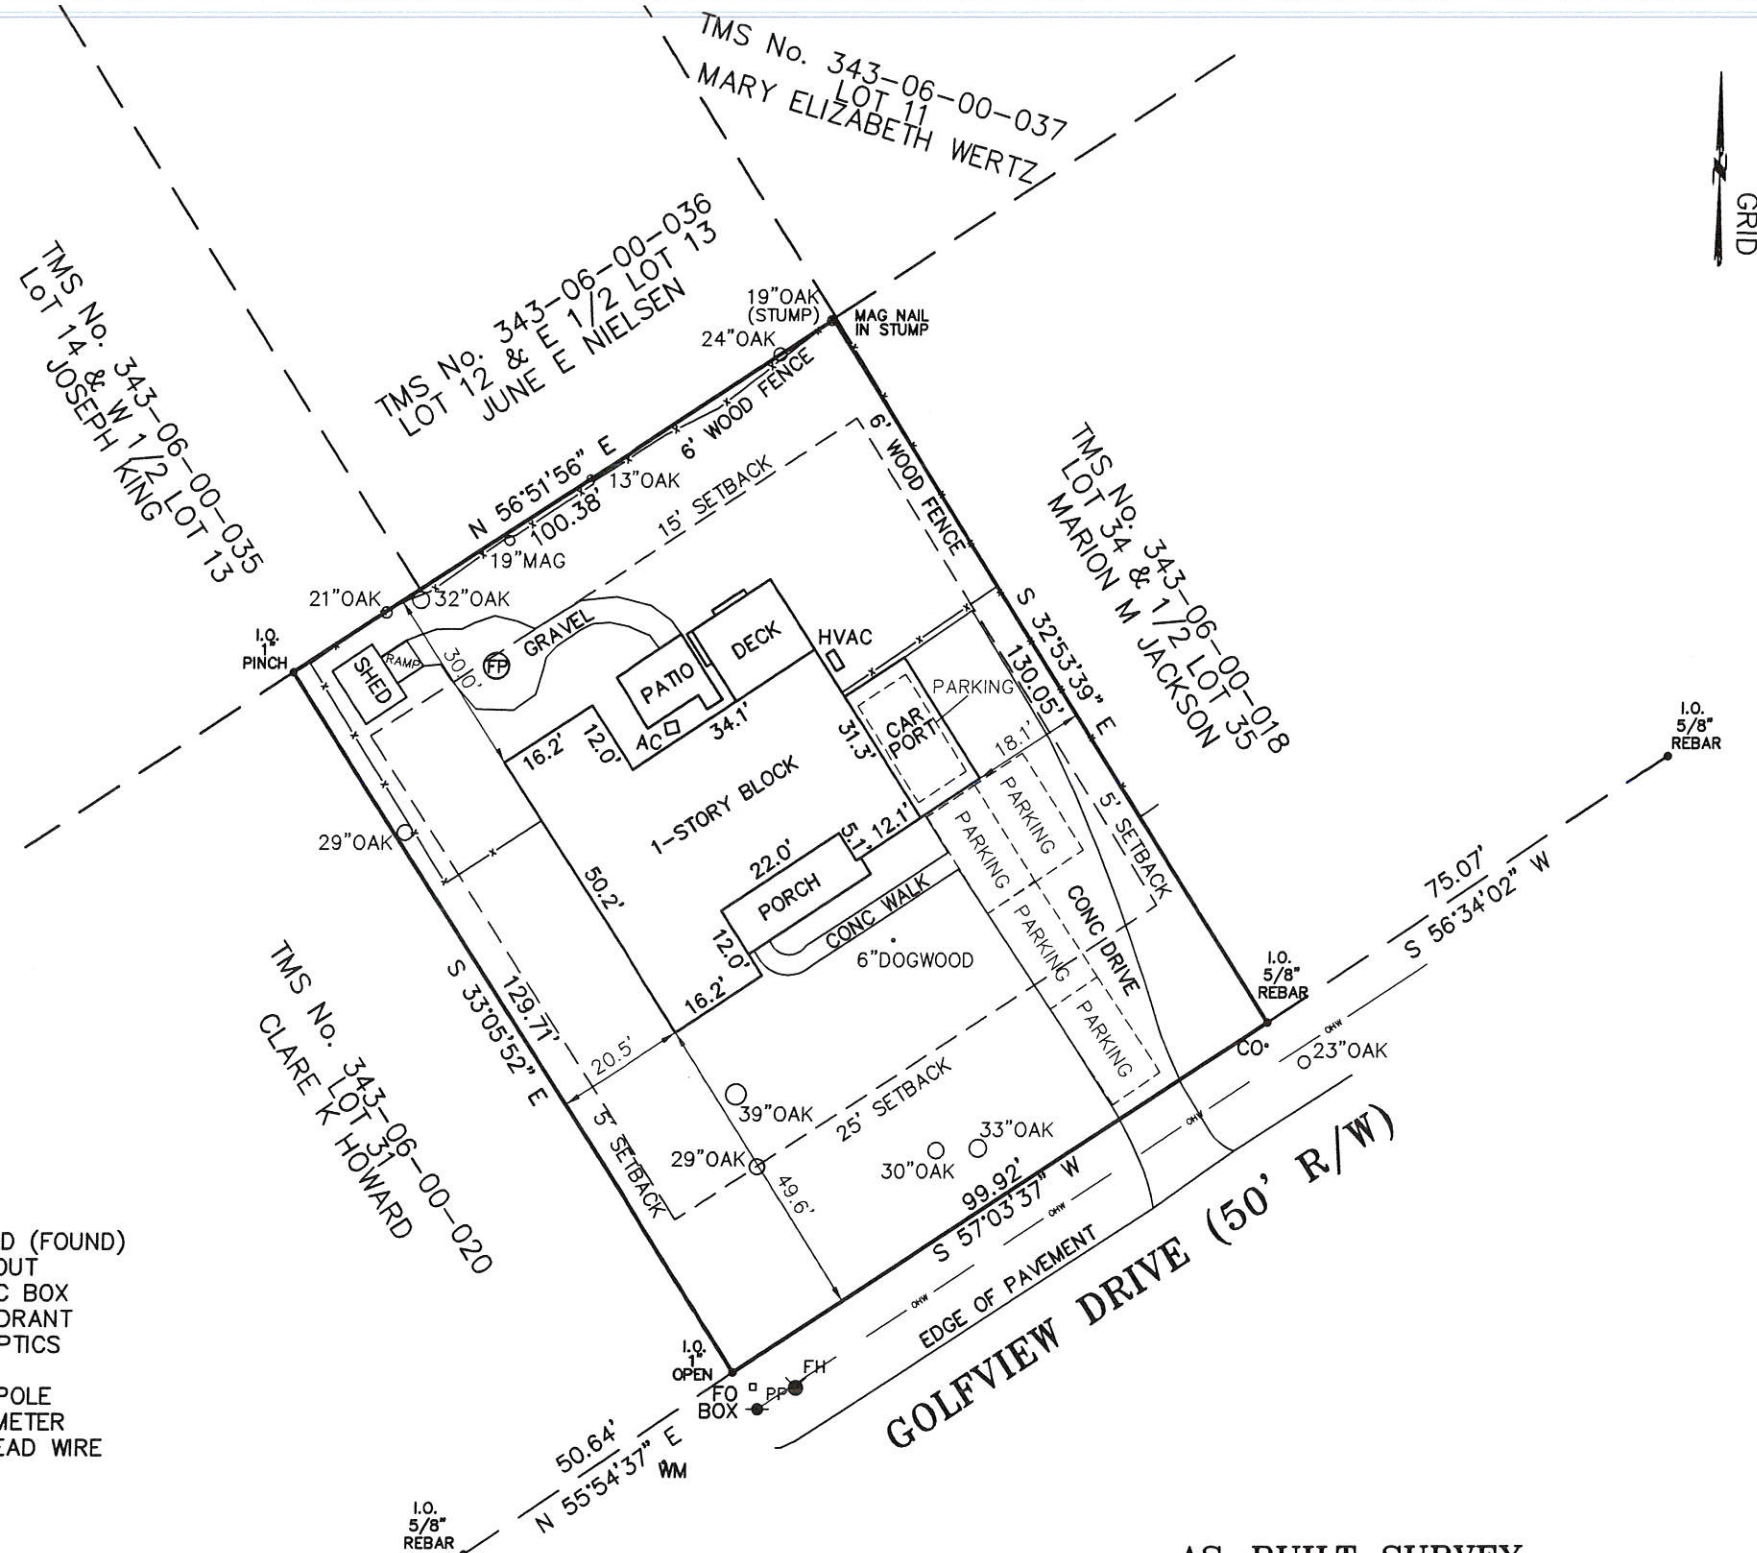 TMS No. 343-06-00-037
LOT 11
MARY ELIZABETH WERTZ
N
GRID
TMS No. 343-06-00-036
LOT 12 & E 1/2 LOT 13
JUNE E NIELSEN
TMS No. 343-06-00-035
LOT 14 & W 1/2 LOT 13
JOSEPH KING
19"OAK
(STUMP)
MAG NAIL
IN STUMP
24"OAK
6' WOOD FENCE
6' WOOD FENCE
N 56°51'56" E
100.38'
13"OAK
15' SETBACK
19"MAG
21"OAK
32"OAK
I.O.
1"
PINCH
SHED
RAMP
30.0'
FP
GRAVEL
PATIO
DECK
HVAC
AC
34.1'
16.2'
12.0'
31.3'
CAR
PORT
PARKING
18.1'
S 32°53'39" E
130.05'
TMS No. 343-06-00-018
LOT 34 & 1/2 LOT 35
MARION M JACKSON
I.O.
5/8"
REBAR
29"OAK
1-STORY BLOCK
50.2'
22.0'
5.1'
12.1'
PORCH
CONC WALK
12.0'
16.2'
6"DOGWOOD
PARKING
PARKING
PARKING
PARKING
CONC DRIVE
5' SETBACK
75.07'
S 56°34'02" W
I.O.
5/8"
REBAR
CO
23"OAK
OHW
OHW
OHW
OHW
TMS No. 343-06-00-020
LOT 31
CLARE K HOWARD
S 33°05'52" E
129.71'
20.5'
5' SETBACK
39"OAK
29"OAK
25' SETBACK
30"OAK
33"OAK
49.6'
99.92'
S 57°03'37" W
EDGE OF PAVEMENT
GOLFVIEW DRIVE (50' R/W)
I.O.
1"
OPEN
FO
BOX
PP
FH
50.64'
N 55°54'37" E
WM
I.O.
5/8"
REBAR
D (FOUND)
OUT
C BOX
DRANT
PTICS
POLE
METER
EAD WIRE
AS-BUILT SURVEY